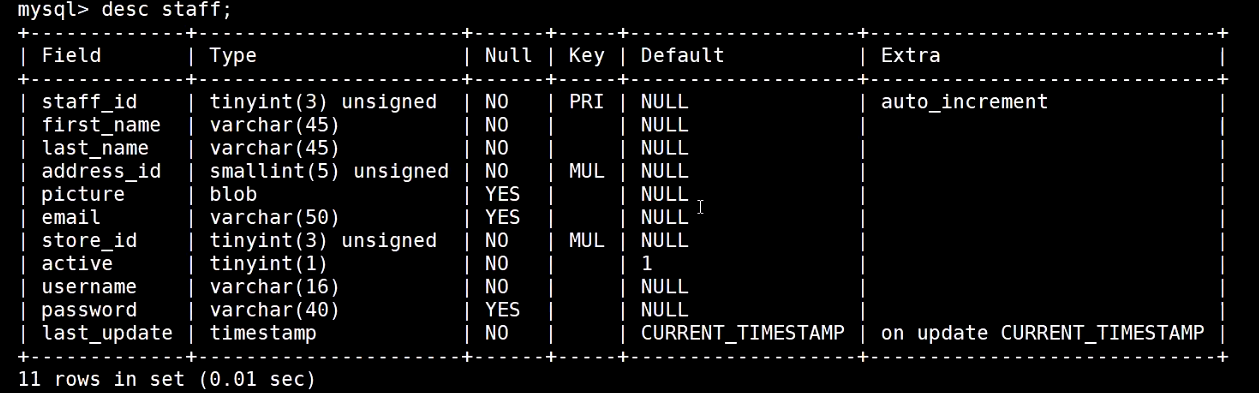 mysql> desc staff;
+-------------+----------------------+------+-----+-------------------+-----------------------------+
| Field       | Type                 | Null | Key | Default           | Extra                       |
+-------------+----------------------+------+-----+-------------------+-----------------------------+
| staff_id    | tinyint(3) unsigned  | NO   | PRI | NULL              | auto_increment              |
| first_name  | varchar(45)          | NO   |     | NULL              |                             |
| last_name   | varchar(45)          | NO   |     | NULL              |                             |
| address_id  | smallint(5) unsigned | NO   | MUL | NULL              |                             |
| picture     | blob                 | YES  |     | NULL              |                             |
| email       | varchar(50)          | YES  |     | NULL              |                             |
| store_id    | tinyint(3) unsigned  | NO   | MUL | NULL              |                             |
| active      | tinyint(1)           | NO   |     | 1                 |                             |
| username    | varchar(16)          | NO   |     | NULL              |                             |
| password    | varchar(40)          | YES  |     | NULL              |                             |
| last_update | timestamp            | NO   |     | CURRENT_TIMESTAMP | on update CURRENT_TIMESTAMP |
+-------------+----------------------+------+-----+-------------------+-----------------------------+
11 rows in set (0.01 sec)